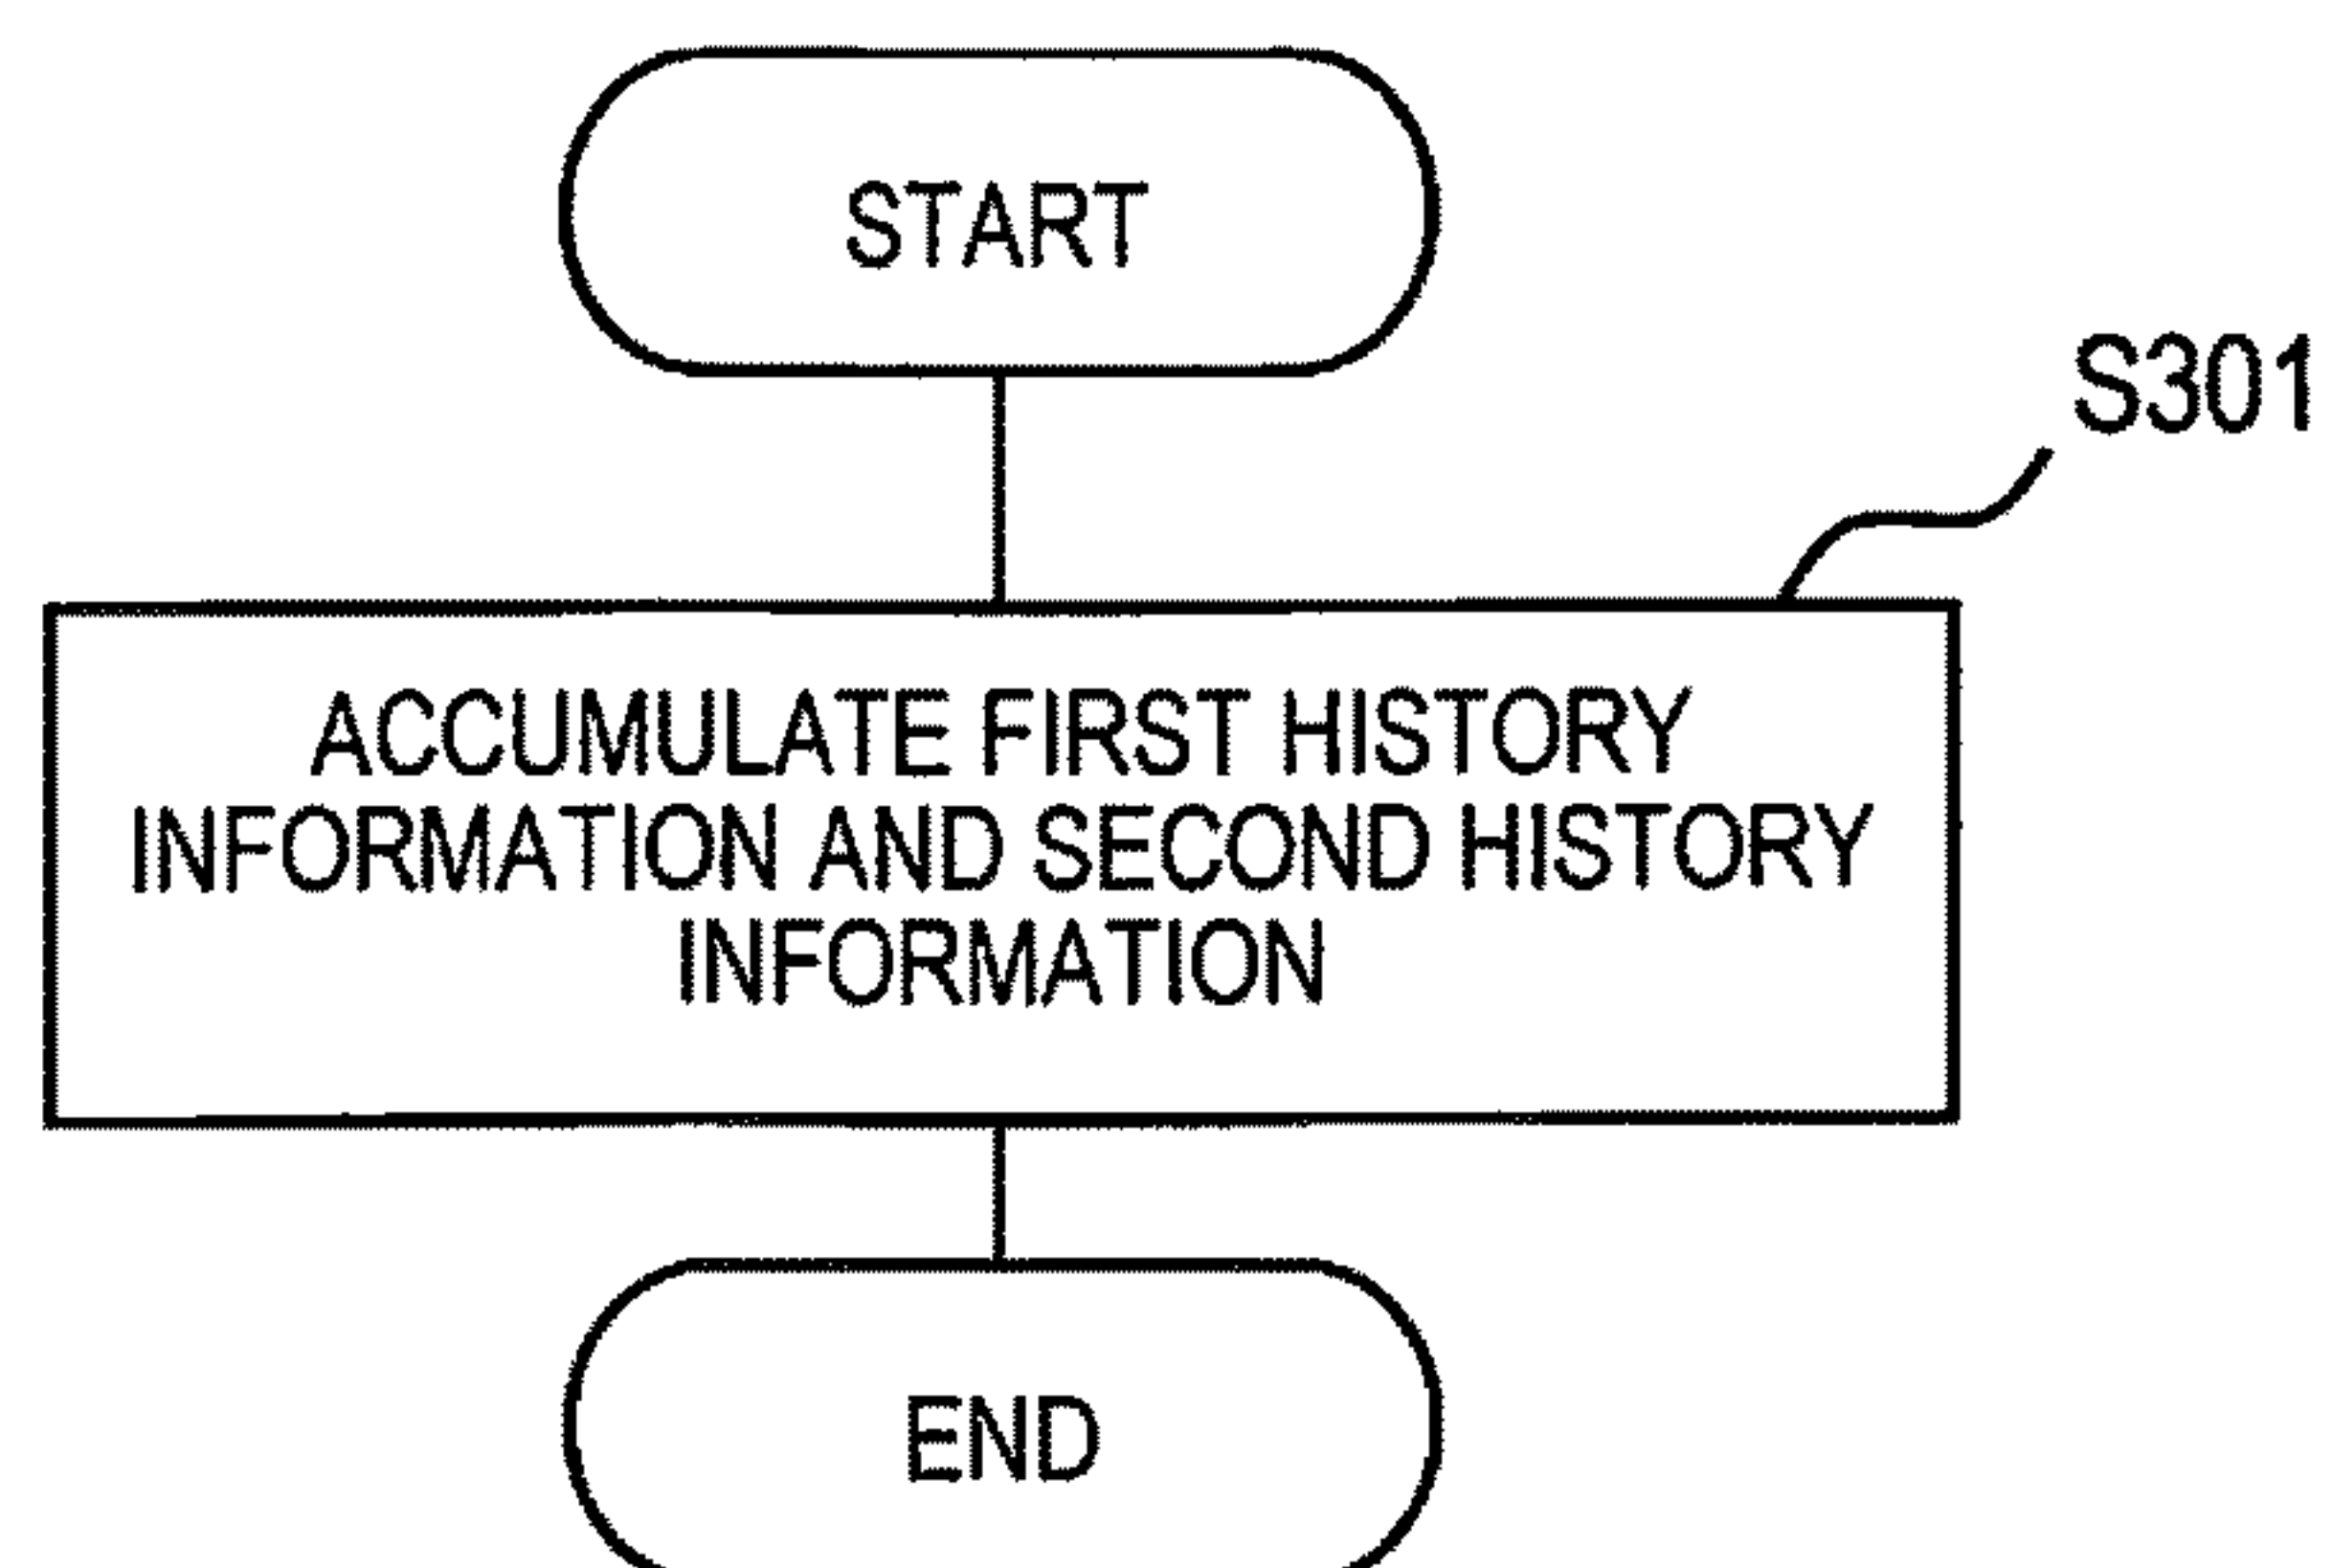 START
S301
ACCUMULATE FIRST HISTORY
INFORMATION AND SECOND HISTORY
INFORMATION
END